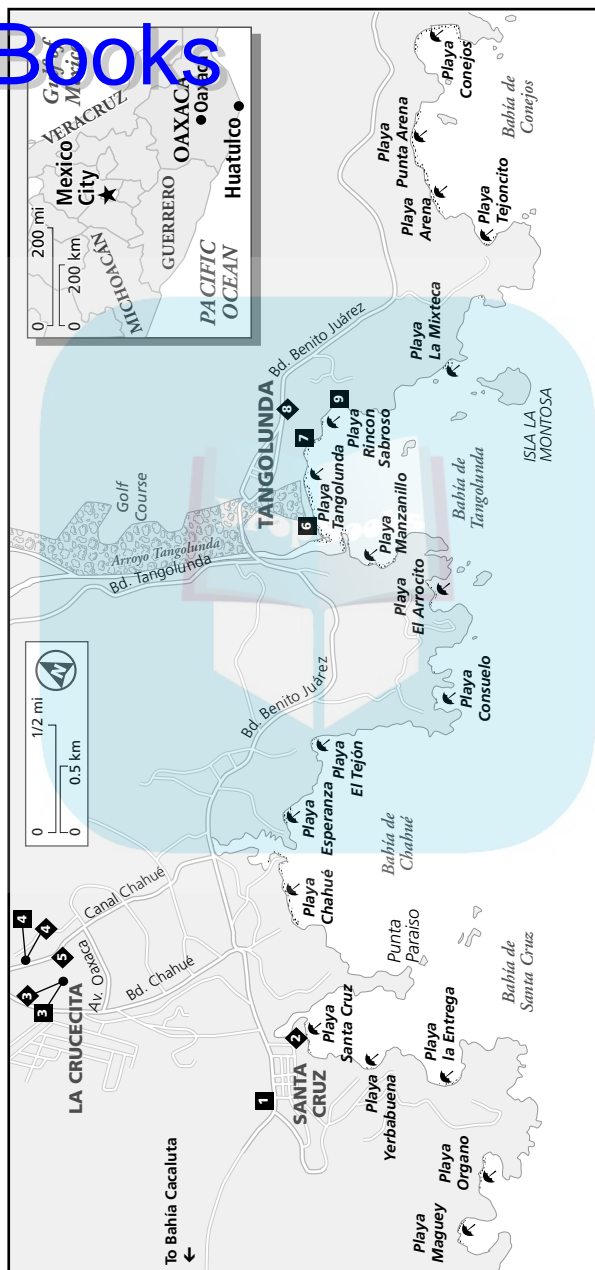 Books
Gulf of
Mexico
VERACRUZ
OAXACA
Oaxaca
Huatulco
Mexico
City
GUERRERO
MICHOACÁN
PACIFIC
OCEAN
0
200 mi
0
200 km
Playa
Conejos
Bahía de
Conejos
Playa
Punta Arena
Playa
Arena
Playa
Tejoncito
Playa
La Mixteca
Bd. Benito Juárez
TANGOLUNDA
8
9
7
6
Playa
Rincon
Sabroso
Playa
Tangolunda
Playa
Manzanillo
Bahía de
Tangolunda
ISLA LA
MONTOSA
Golf
Course
Arroyo Tangolunda
Bd. Tangolunda
Playa
El Arrocito
Playa
Consuelo
Bd. Benito Juárez
0
1/2 mi
0
0.5 km
N
Playa
El Tejón
Playa
Esperanza
Bahía de
Chahué
Playa
Chahué
Canal Chahué
4
4
5
3
3
Av. Oaxaca
Bd. Chahué
LA CRUCECITA
Punta
Paraiso
Bahía de
Santa Cruz
2
Playa
Santa Cruz
1
SANTA
CRUZ
Playa
la Entrega
Playa
Yerbabuena
Playa
Organo
Playa
Maguey
To Bahía Cacaluta
←